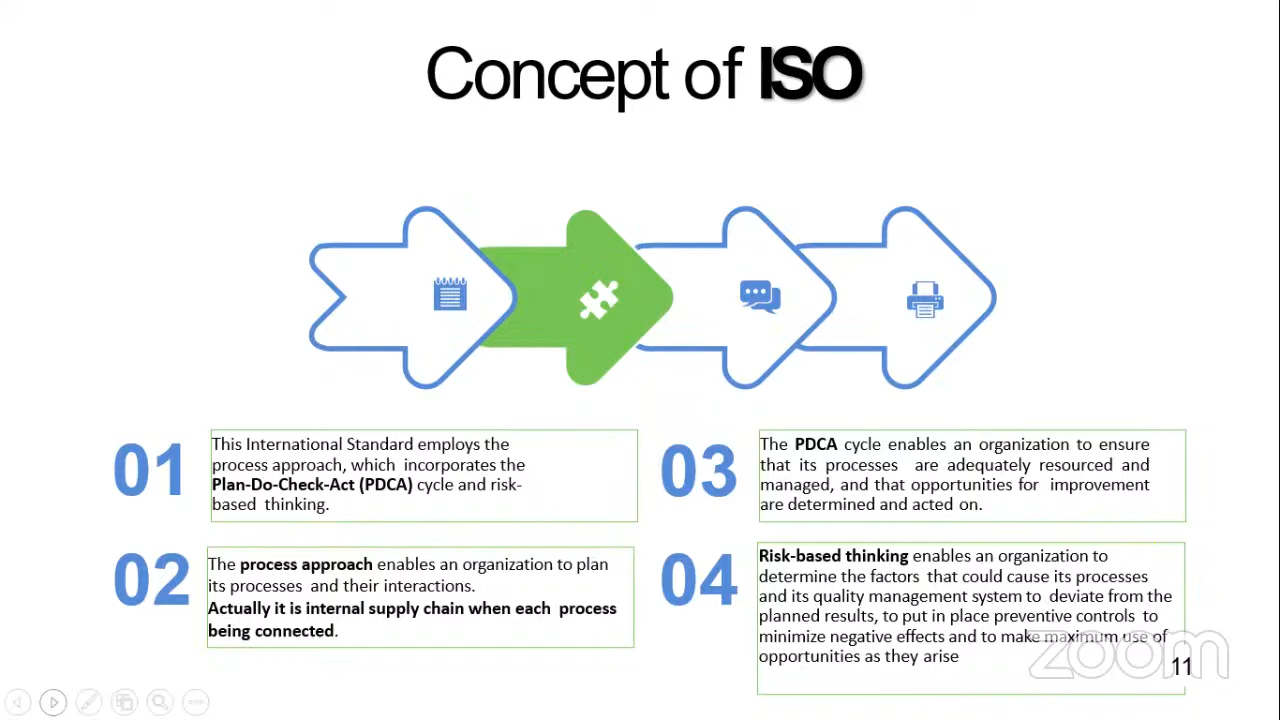 Concept of ISO
01
This International Standard employs the
process approach, which incorporates the
Plan-Do-Check-Act (PDCA) cycle and risk-
based thinking.
02
The process approach enables an organization to plan
its processes and their interactions.
Actually it is internal supply chain when each process
being connected.
03
The PDCA cycle enables an organization to ensure
that its processes are adequately resourced and
managed, and that opportunities for improvement
are determined and acted on.
04
Risk-based thinking enables an organization to
determine the factors that could cause its processes
and its quality management system to deviate from the
planned results, to put in place preventive controls to
minimize negative effects and to make maximum use of
opportunities as they arise
zoom
11